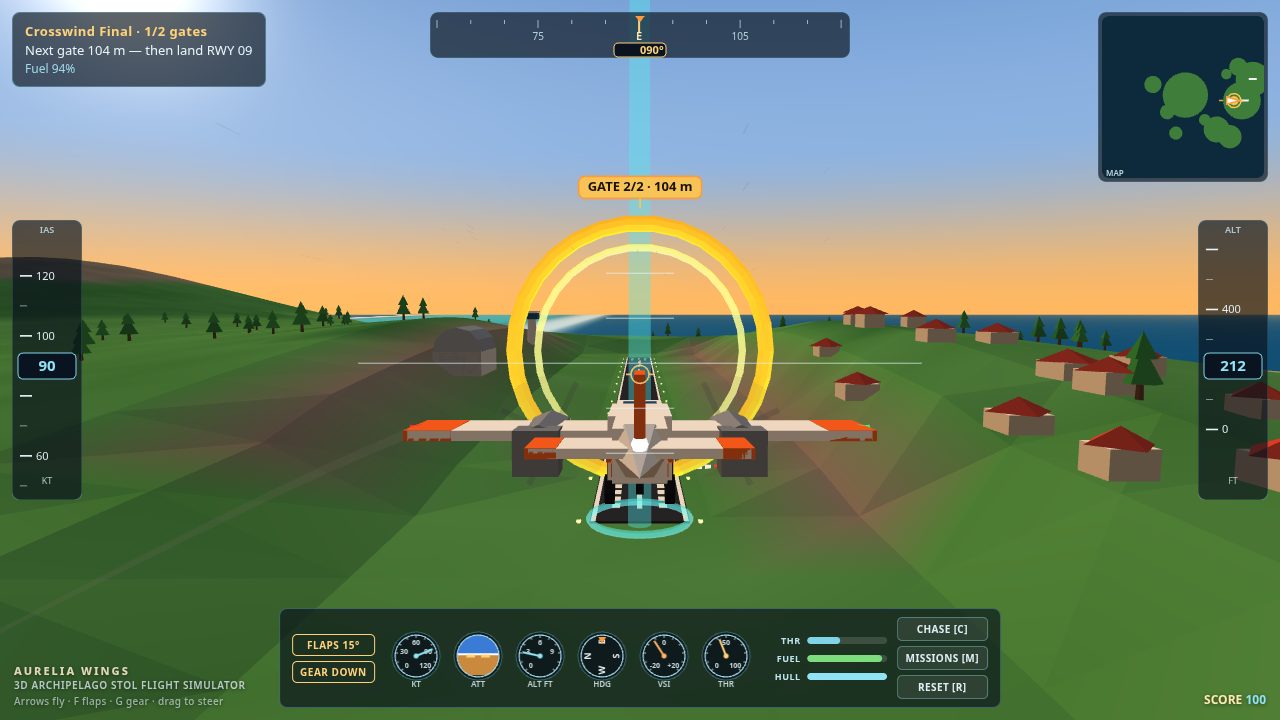 Crosswind Final · 1/2 gates
Next gate 104 m — then land RWY 09
Fuel 94%
75
E
105
090°
MAP
GATE 2/2 · 104 m
IAS
120
100
90
60
KT
ALT
400
212
0
FT
FLAPS 15°
GEAR DOWN
KT
ATT
ALT FT
HDG
VSI
THR
THR
FUEL
HULL
CHASE [C]
MISSIONS [M]
RESET [R]
AURELIA WINGS
3D ARCHIPELAGO STOL FLIGHT SIMULATOR
Arrows fly · F flaps · G gear · drag to steer
SCORE 100